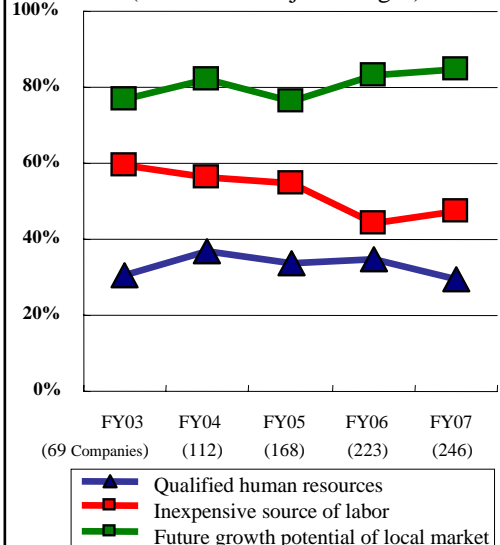 100%
80%
60%
40%
20%
0%
FY03 FY04 FY05 FY06 FY07
(69 Companies) (112) (168) (223) (246)
Qualified human resources
Inexpensive source of labor
Future growth potential of local market